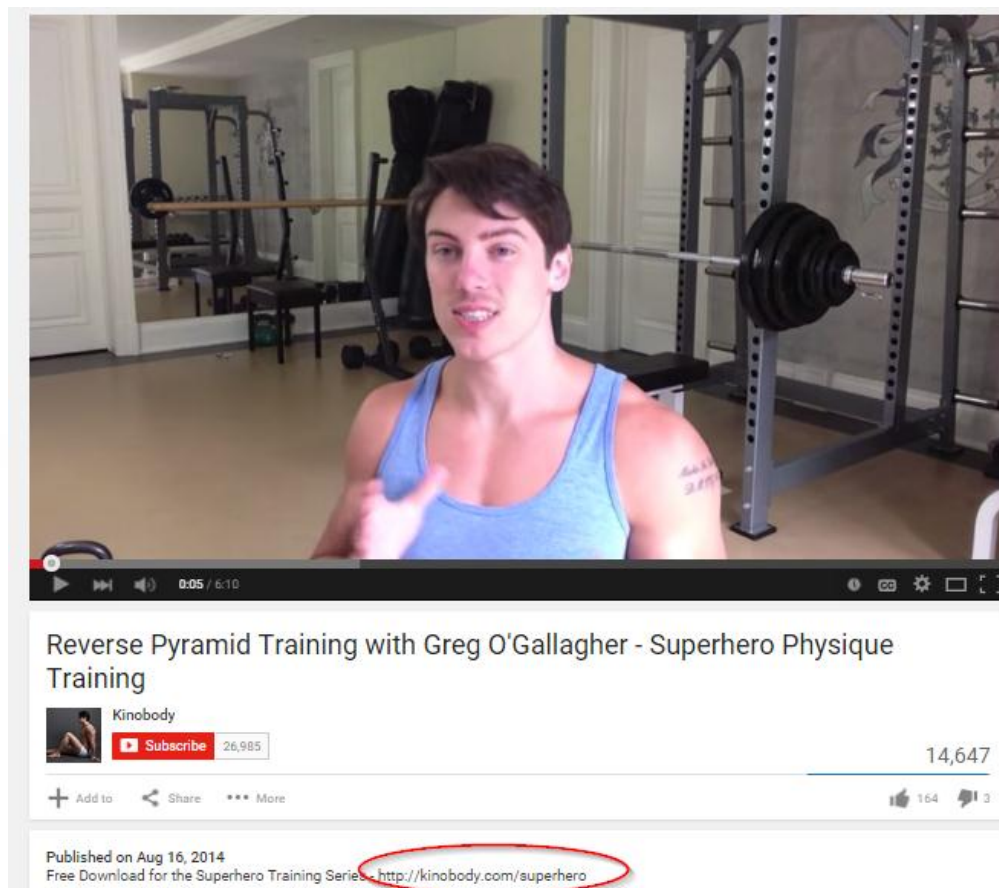 0:05 / 6:10
CC
Reverse Pyramid Training with Greg O'Gallagher - Superhero Physique
Training
Kinobody
Subscribe 26,985
14,647
Add to Share More
164 3
Published on Aug 16, 2014
Free Download for the Superhero Training Series - http://kinobody.com/superhero